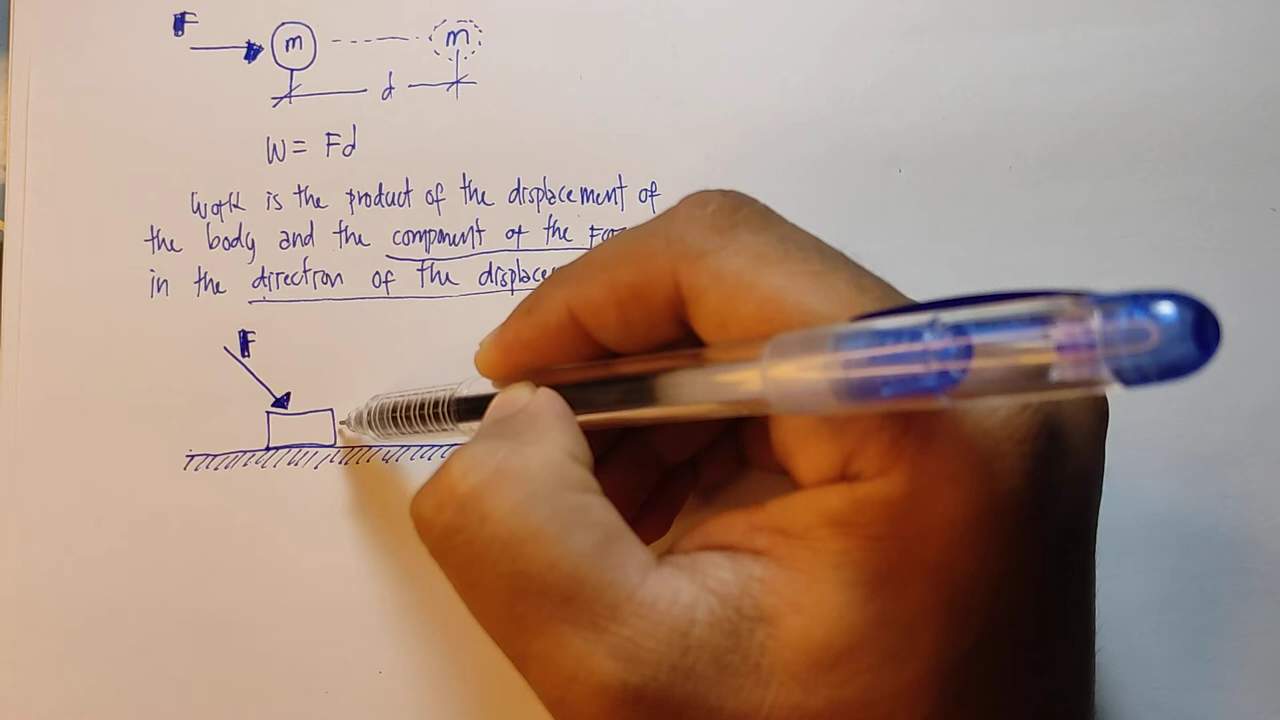 F
m m
d
W = Fd
Work is the product of the displacement of
the body and the component of the
in the direction of the
F